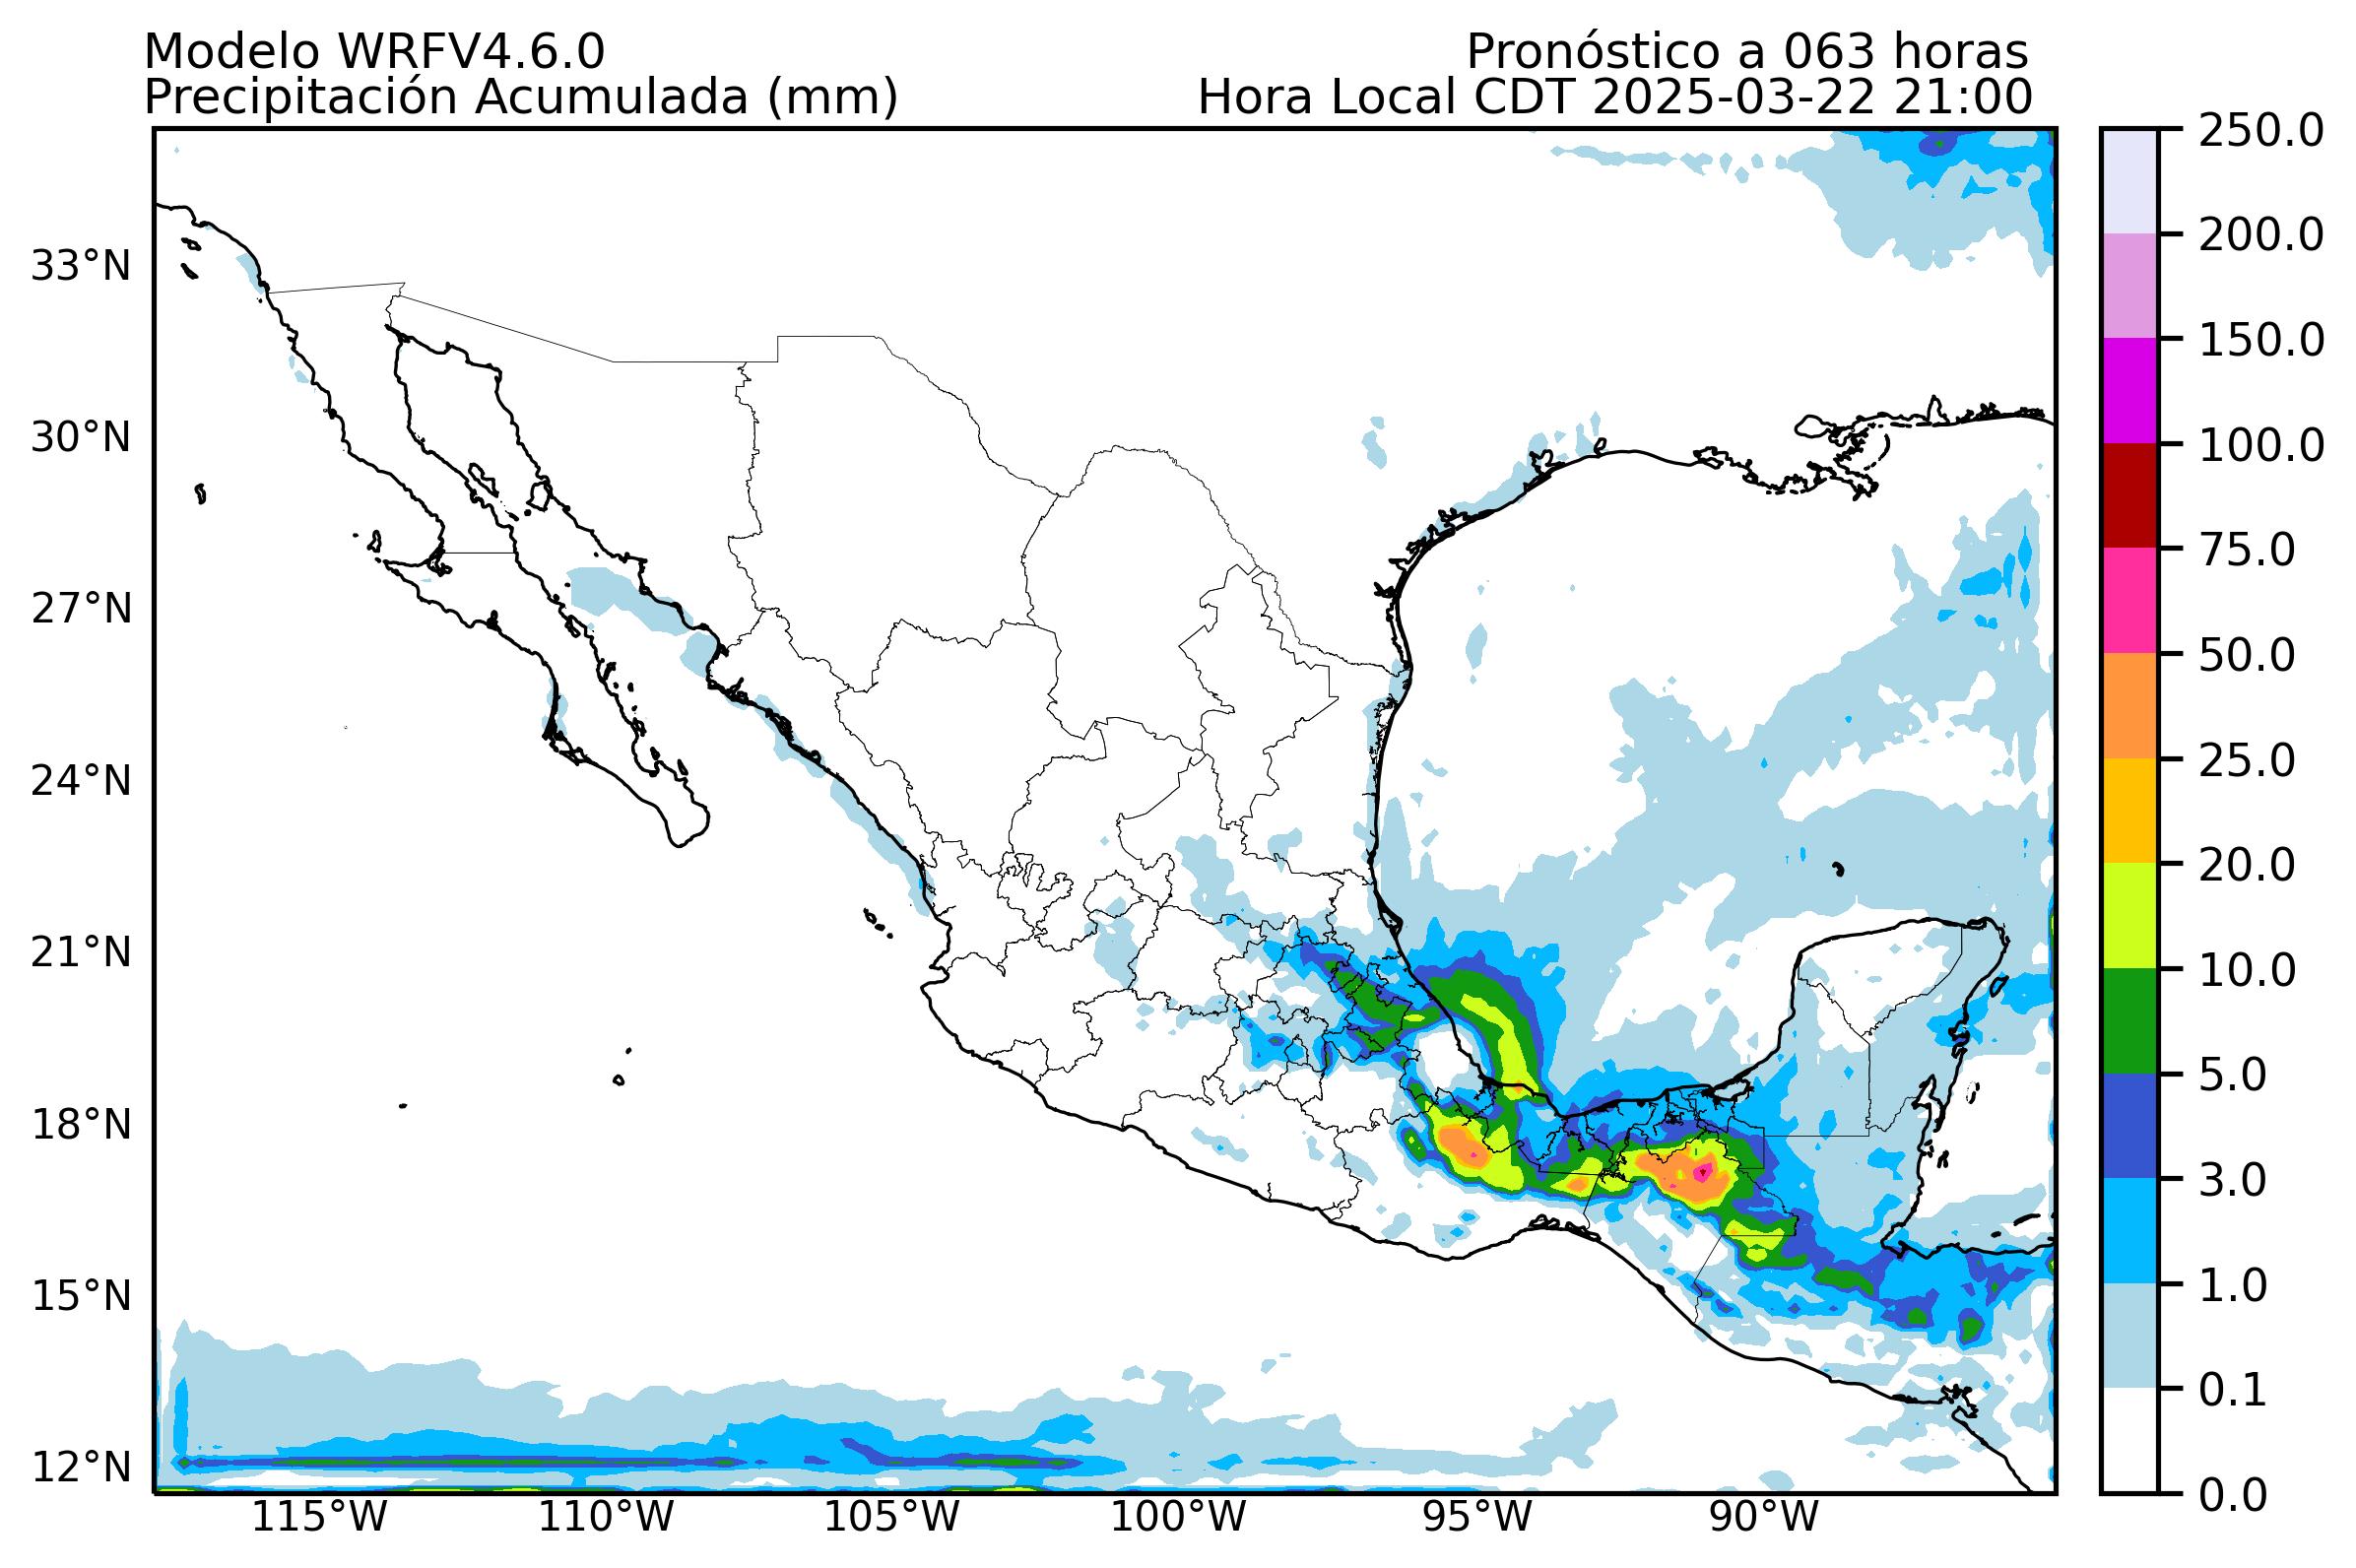 Modelo WRFV4.6.0
Pronóstico a 063 horas
Precipitación Acumulada (mm)
Hora Local CDT 2025-03-22 21:00
250.0
200.0
150.0
100.0
75.0
50.0
25.0
20.0
10.0
5.0
3.0
1.0
0.1
0.0
33°N
30°N
27°N
24°N
21°N
18°N
15°N
12°N
115°W
110°W
105°W
100°W
95°W
90°W